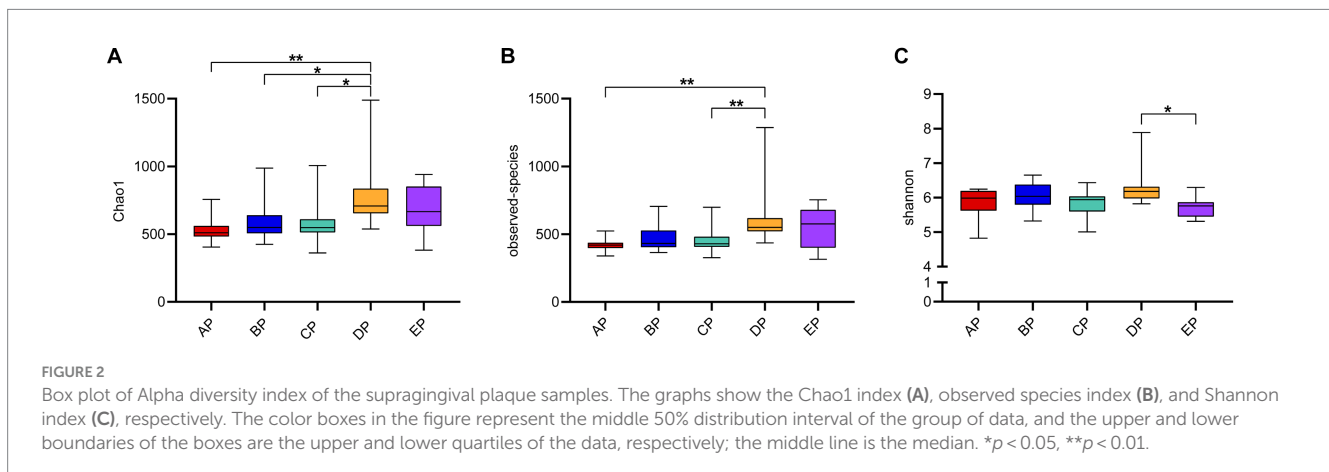 A
B
C
**
*
*
**
**
*
Chao1
1500
1000
500
0
AP
BP
CP
DP
EP
observed-species
1500
1000
500
0
AP
BP
CP
DP
EP
shannon
9
8
7
6
5
4
1
0
AP
BP
CP
DP
EP
FIGURE 2
Box plot of Alpha diversity index of the supragingival plaque samples. The graphs show the Chao1 index (A), observed species index (B), and Shannon
index (C), respectively. The color boxes in the figure represent the middle 50% distribution interval of the group of data, and the upper and lower
boundaries of the boxes are the upper and lower quartiles of the data, respectively; the middle line is the median. *p < 0.05, **p < 0.01.